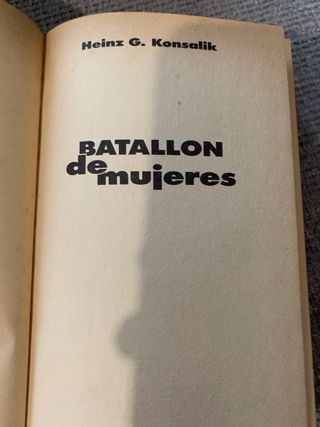 Heinz G. Konsalik
BATALLON
de mujeres